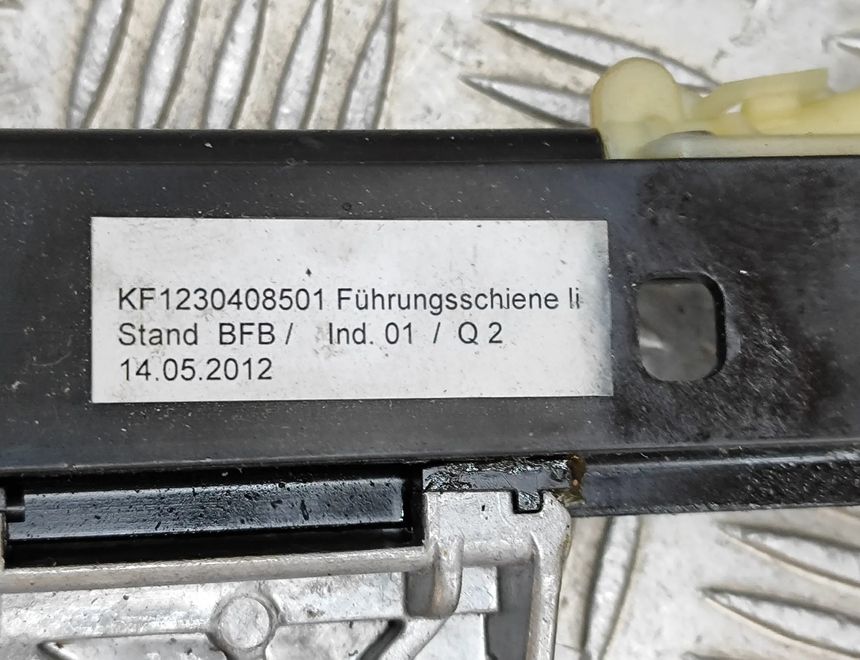 KF1230408501 Führungsschiene li
Stand BFB / Ind. 01 / Q 2
14.05.2012